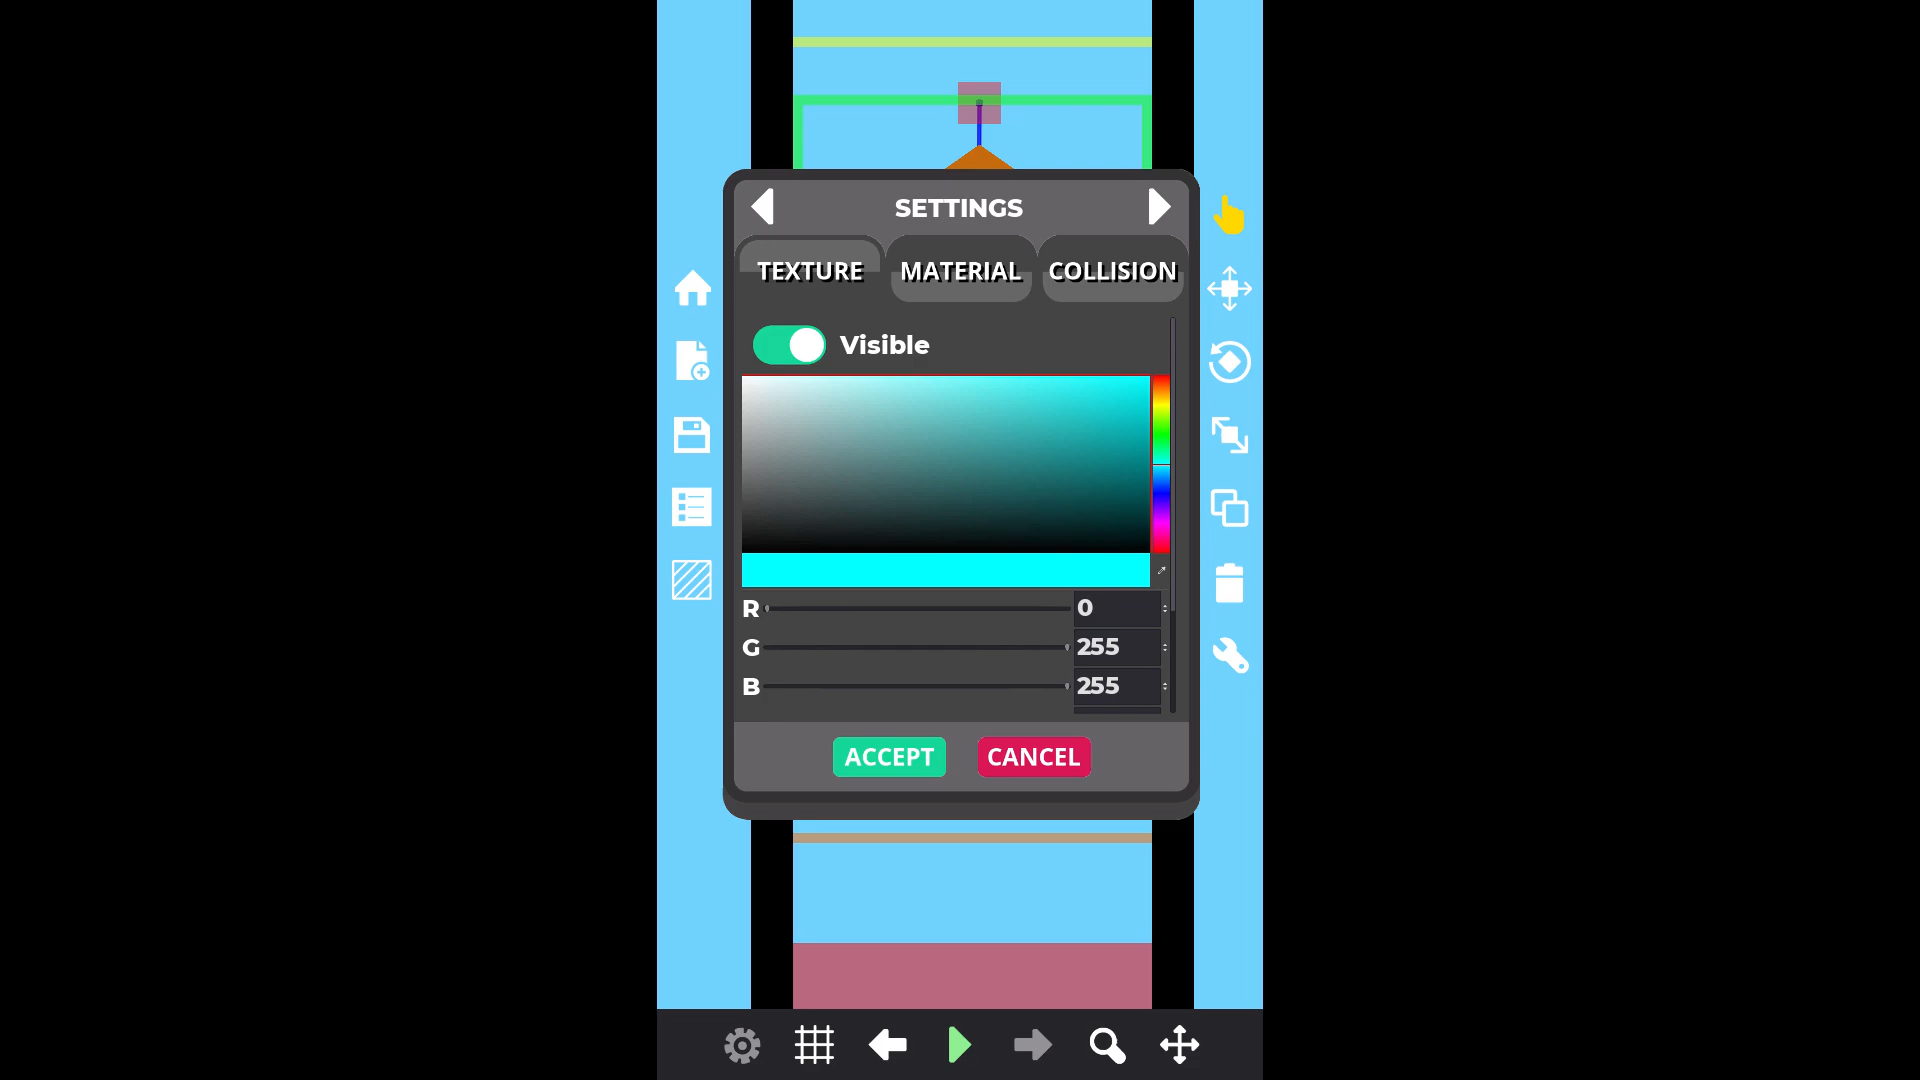 SETTINGS
TEXTURE MATERIAL COLLISION
Visible
R 0
G 255
B 255
ACCEPT CANCEL